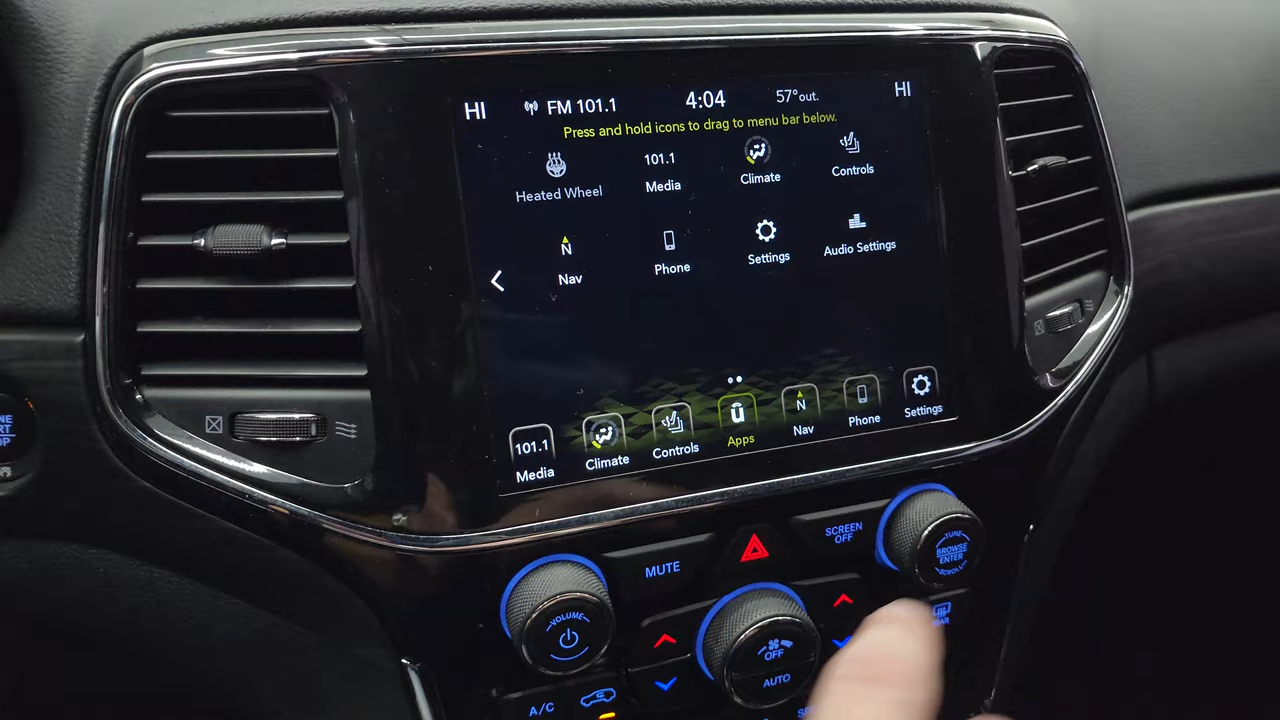 HI FM 101.1 4:04 57°out. HI
Press and hold icons to drag to menu bar below.
Heated Wheel
101.1
Media
Climate
Controls
N
Nav
Phone
Settings
Audio Settings
101.1
Media
Climate
Controls
Apps
N
Nav
Phone
Settings
MUTE
SCREEN
OFF
TUNE
BROWSE
ENTER
SCROLL
VOLUME
OFF
AUTO
A/C